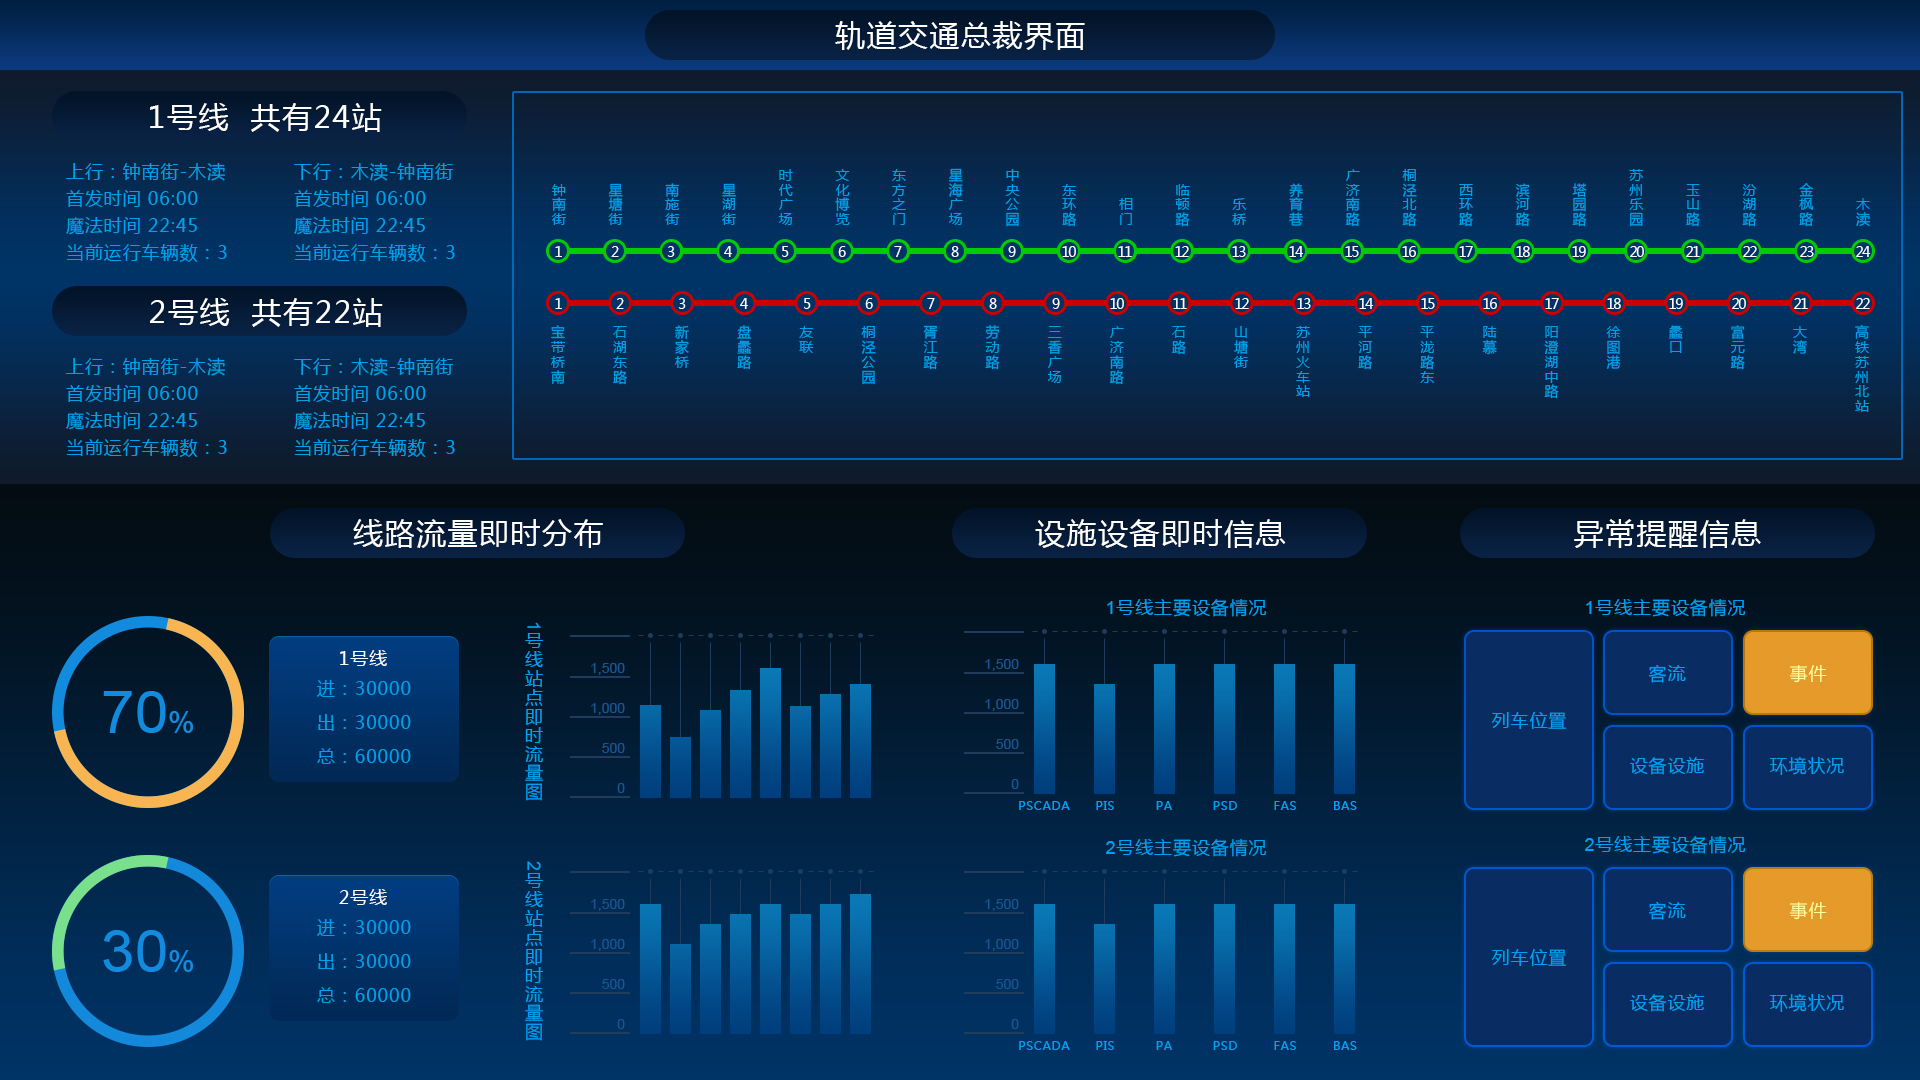 轨道交通总裁界面
1号线 共有24站
上行：钟南街-木渎
首发时间 06:00
魔法时间 22:45
当前运行车辆数：3
下行：木渎-钟南街
首发时间 06:00
魔法时间 22:45
当前运行车辆数：3
2号线 共有22站
上行：钟南街-木渎
首发时间 06:00
魔法时间 22:45
当前运行车辆数：3
下行：木渎-钟南街
首发时间 06:00
魔法时间 22:45
当前运行车辆数：3
钟南街
星塘街
南施街
星湖街
时代广场
文化博览
东方之门
星海广场
中央公园
东环路
相门
临顿路
乐桥
养育巷
广济南路
桐泾北路
西环路
滨河路
塔园路
苏州乐园
玉山路
汾湖路
金枫路
木渎
1 2 3 4 5 6 7 8 9 10 11 12 13 14 15 16 17 18 19 20 21 22 23 24
1 2 3 4 5 6 7 8 9 10 11 12 13 14 15 16 17 18 19 20 21 22
宝带桥南
石湖东路
新家桥
盘蠡路
友联
桐泾公园
胥江路
劳动路
三香广场
广济南路
石路
山塘街
苏州火车站
平河路
平泷路东
陆慕
阳澄湖中路
徐图港
蠡口
富元路
大湾
高铁苏州北站
线路流量即时分布
70%
1号线
进：30000
出：30000
总：60000
1号线站点即时流量图
1,500
1,000
500
0
30%
2号线
进：30000
出：30000
总：60000
2号线站点即时流量图
1,500
1,000
500
0
设施设备即时信息
1号线主要设备情况
1,500
1,000
500
0
PSCADA PIS PA PSD FAS BAS
2号线主要设备情况
1,500
1,000
500
0
PSCADA PIS PA PSD FAS BAS
异常提醒信息
1号线主要设备情况
列车位置
客流
事件
设备设施
环境状况
2号线主要设备情况
列车位置
客流
事件
设备设施
环境状况